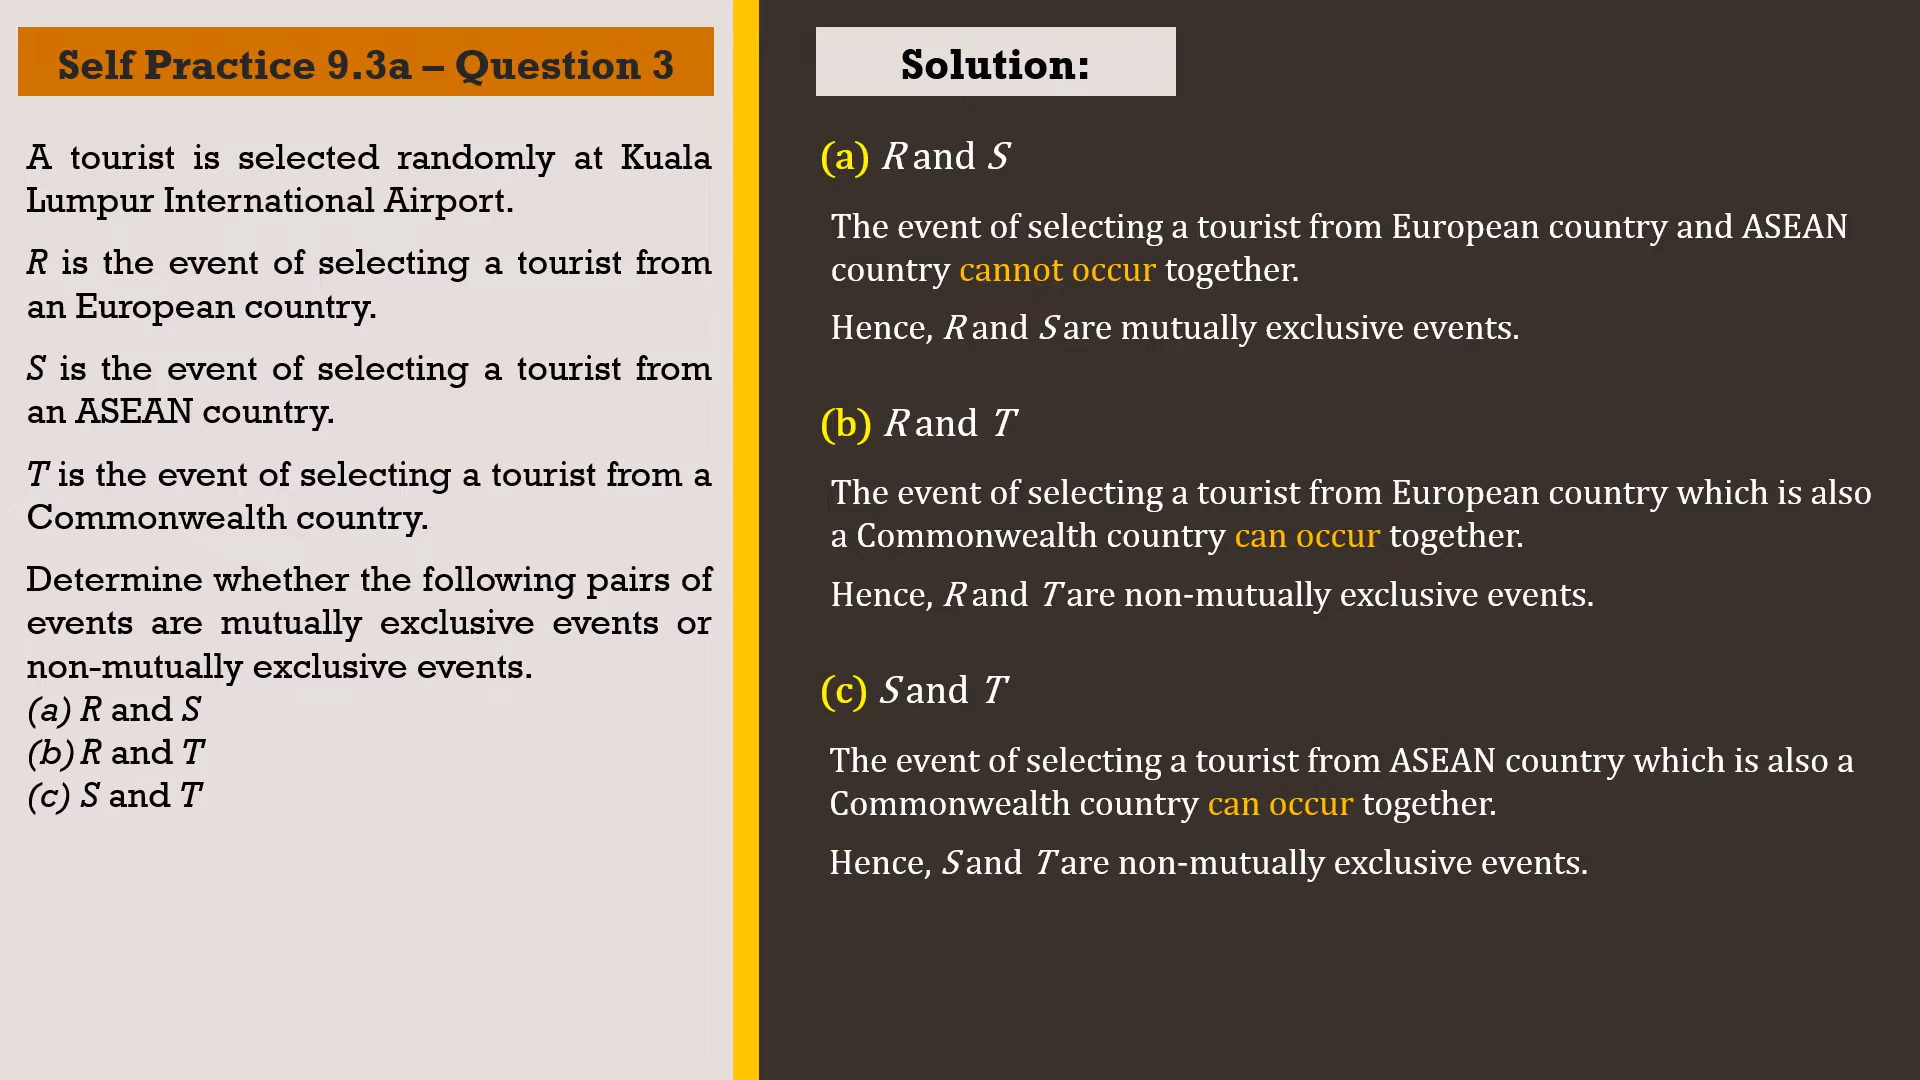 Self Practice 9.3a – Question 3
A tourist is selected randomly at Kuala
Lumpur International Airport.
R is the event of selecting a tourist from
an European country.
S is the event of selecting a tourist from
an ASEAN country.
T is the event of selecting a tourist from a
Commonwealth country.
Determine whether the following pairs of
events are mutually exclusive events or
non-mutually exclusive events.
(a) R and S
(b) R and T
(c) S and T
Solution:
(a) R and S
The event of selecting a tourist from European country and ASEAN
country cannot occur together.
Hence, R and S are mutually exclusive events.
(b) R and T
The event of selecting a tourist from European country which is also
a Commonwealth country can occur together.
Hence, R and T are non-mutually exclusive events.
(c) S and T
The event of selecting a tourist from ASEAN country which is also a
Commonwealth country can occur together.
Hence, S and T are non-mutually exclusive events.